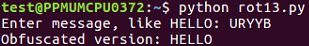 test@PPMUMCPU0372:~$ python rot13.py
Enter message, like HELLO: URYYB
Obfuscated version: HELLO